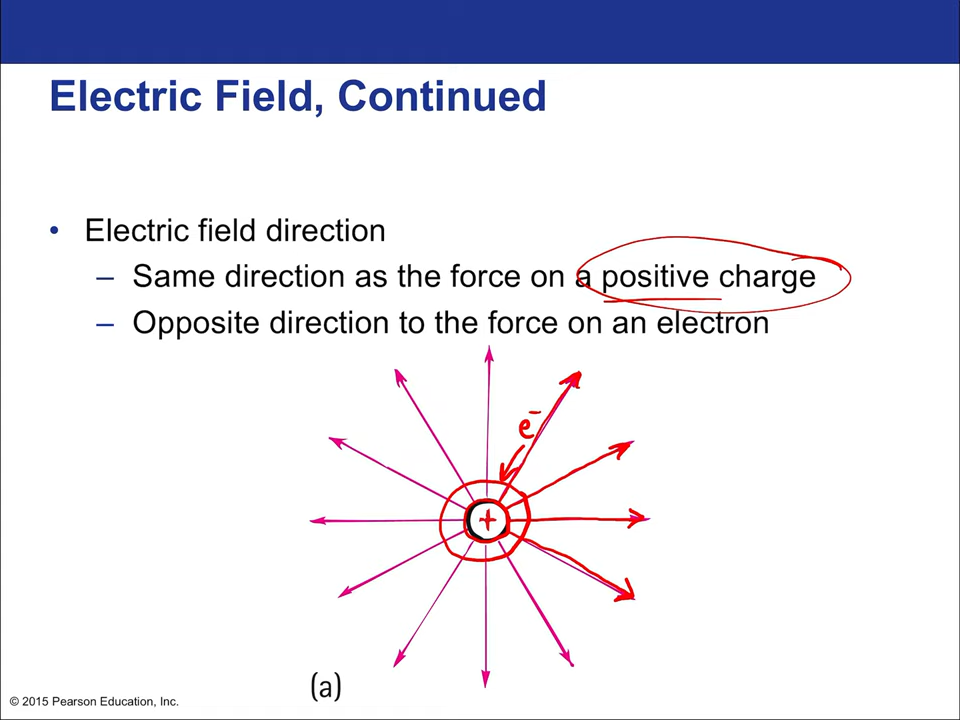 Electric Field, Continued
• Electric field direction
– Same direction as the force on a positive charge
– Opposite direction to the force on an electron
e⁻
+
(a)
© 2015 Pearson Education, Inc.